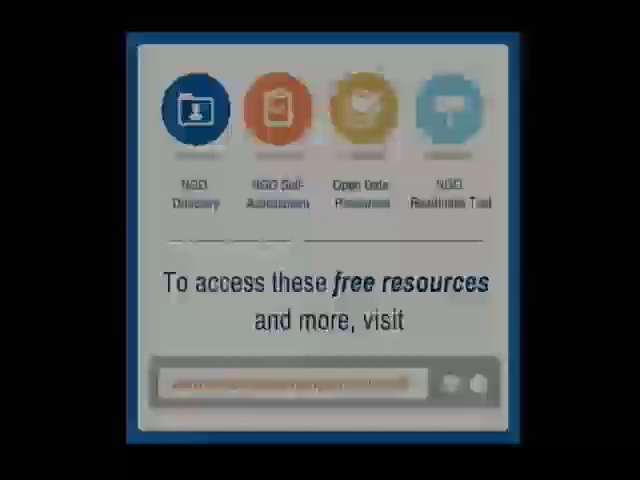 NGO
Directory
NGO Self-
Assessment
Open Data
Resources
NGO
Readiness Tool
To access these free resources
and more, visit